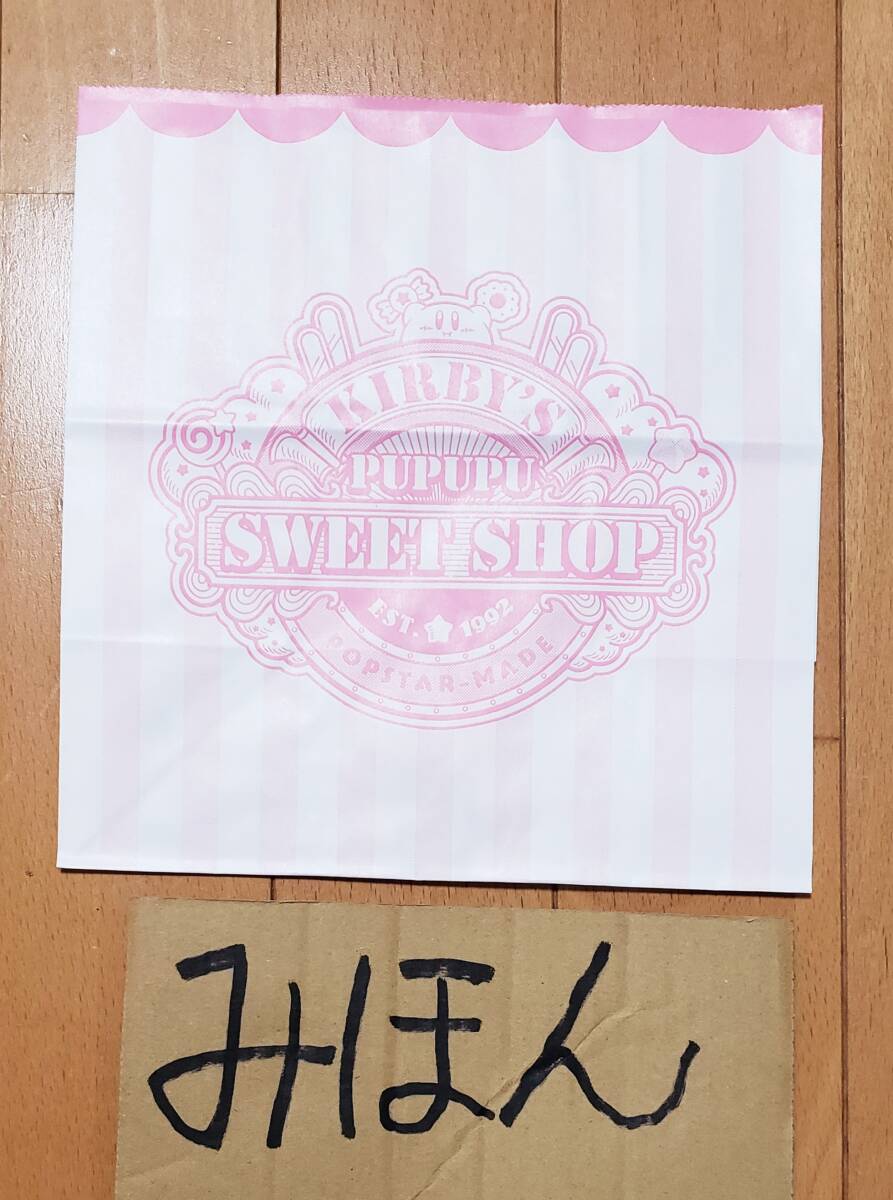 KIRBY'S
PUPUPU
SWEET SHOP
EST. 1992
POPSTAR-MADE
みほん